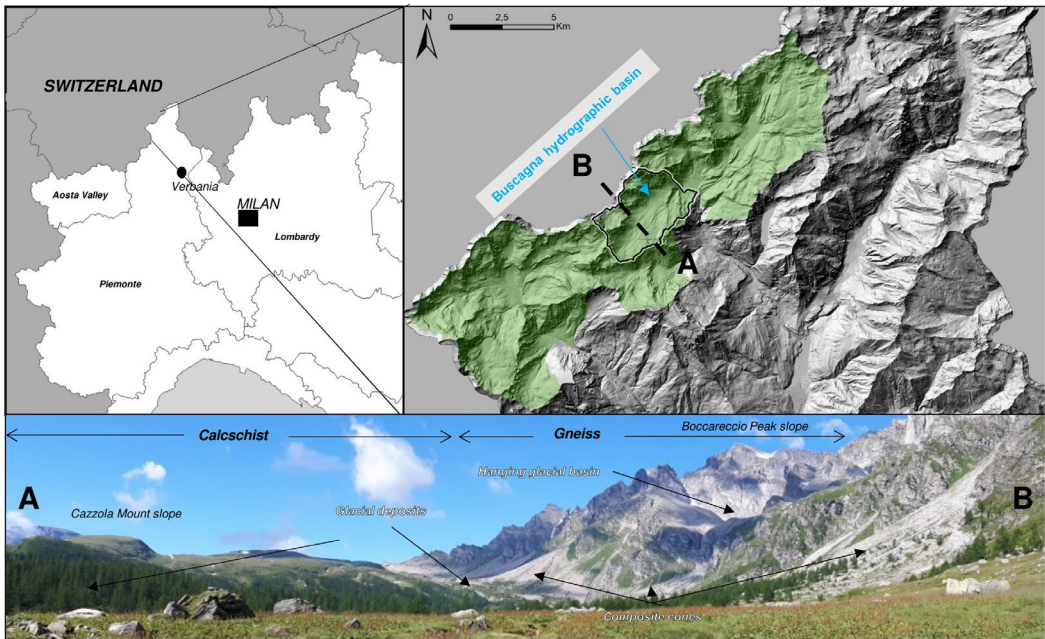 SWITZERLAND
Aosta Valley
Verbania
MILAN
Lombardy
Piemonte
N
0 2,5 5
Km
Buscagna hydrographic basin
B
A
Calcschist
Gneiss
Boccareccio Peak slope
Hanging glacial basin
A
B
Cazzola Mount slope
Glacial deposits
Composite cones